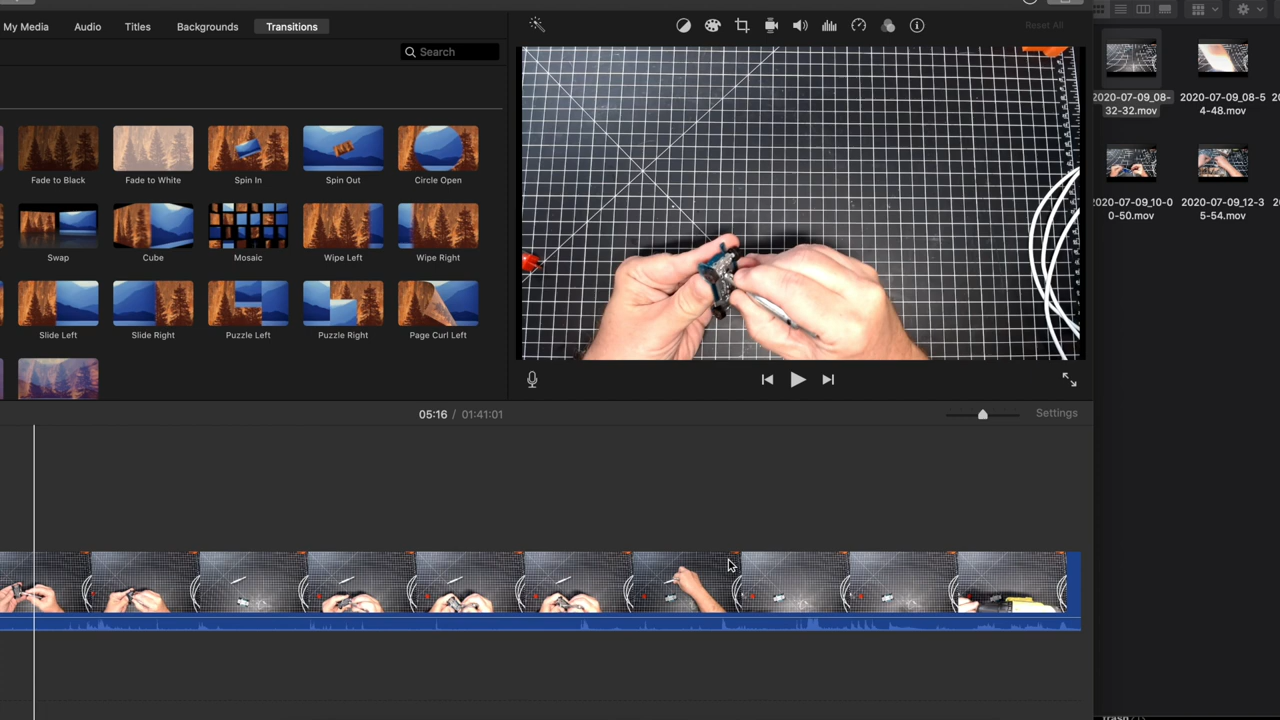 My Media Audio Titles Backgrounds Transitions
Reset All
Search
Fade to Black Fade to White Spin In Spin Out Circle Open
Swap Cube Mosaic Wipe Left Wipe Right
Slide Left Slide Right Puzzle Left Puzzle Right Page Curl Left
05:16 / 01:41:01
Settings
2020-07-09_08-
32-32.mov
2020-07-09_08-5
4-48.mov
2020-07-09_10-0
0-50.mov
2020-07-09_12-3
5-54.mov